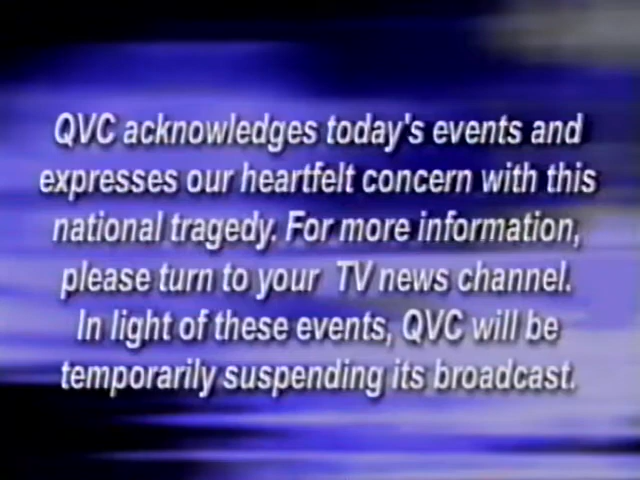 QVC acknowledges today's events and
expresses our heartfelt concern with this
national tragedy. For more information,
please turn to your  TV news channel.
In light of these events, QVC will be
temporarily suspending its broadcast.